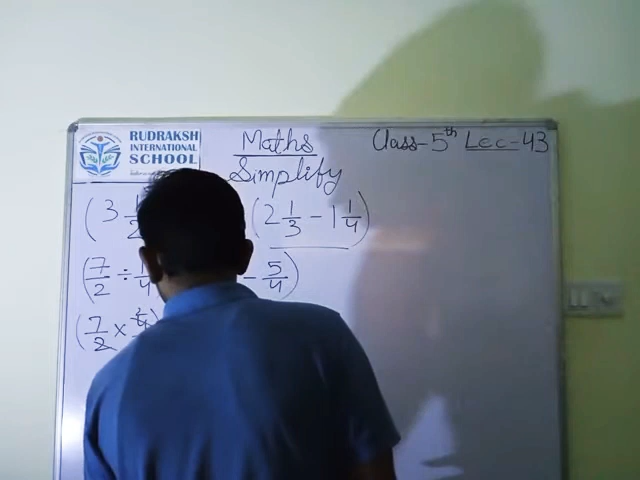 RUDRAKSH
INTERNATIONAL
SCHOOL
Maths
Class-5th Lec-43
Simplify
(3 1/2 (2 1/3 - 1 1/4)
(7/2 ÷ 1/4 - 5/4)
(7/2 ×